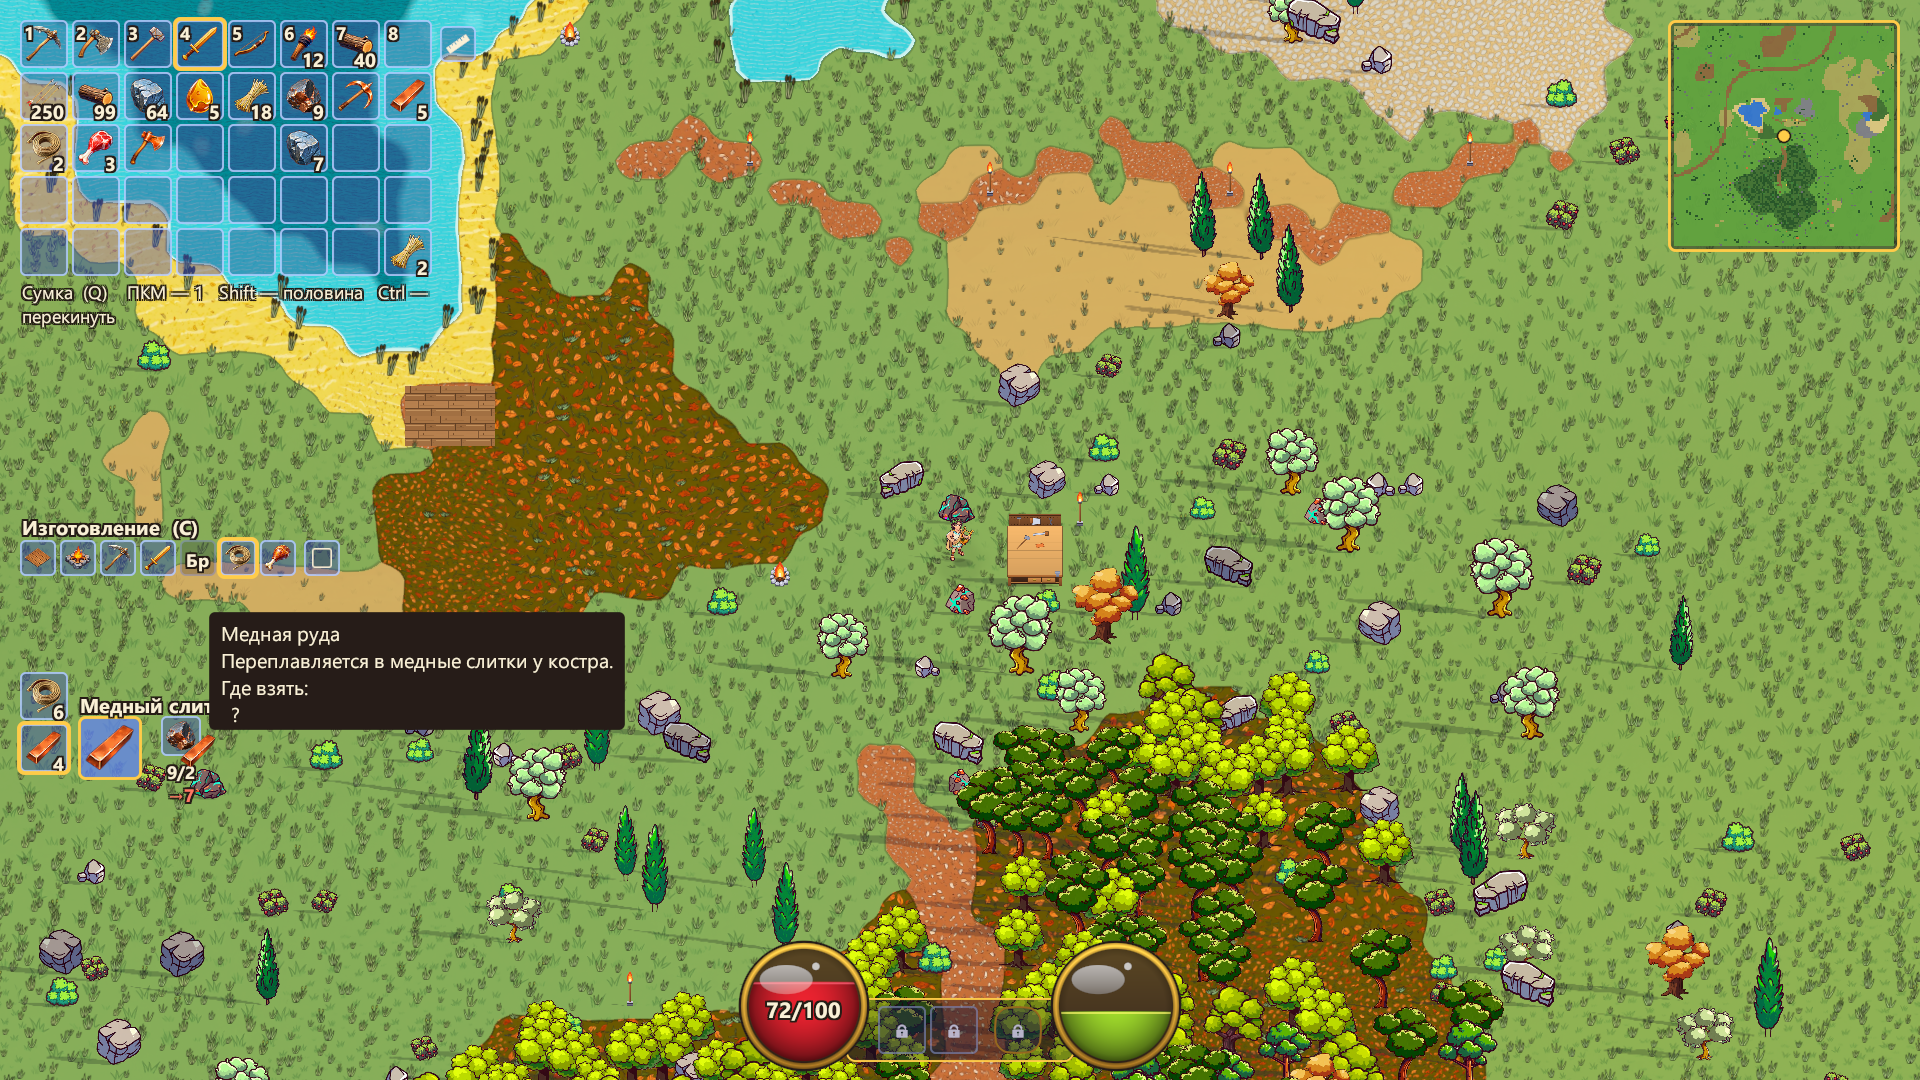 1 2 3 4 5 6 7 8
12 40
250 99 64 5 18 9 5
2 3 7
2
Сумка (Q) ПКМ — 1 Shift — половина Ctrl —
перекинуть
Изготовление (C)
Бр
Медная руда
Переплавляется в медные слитки у костра.
Где взять:
?
6
Медный слит
4
9/2
→7
72/100